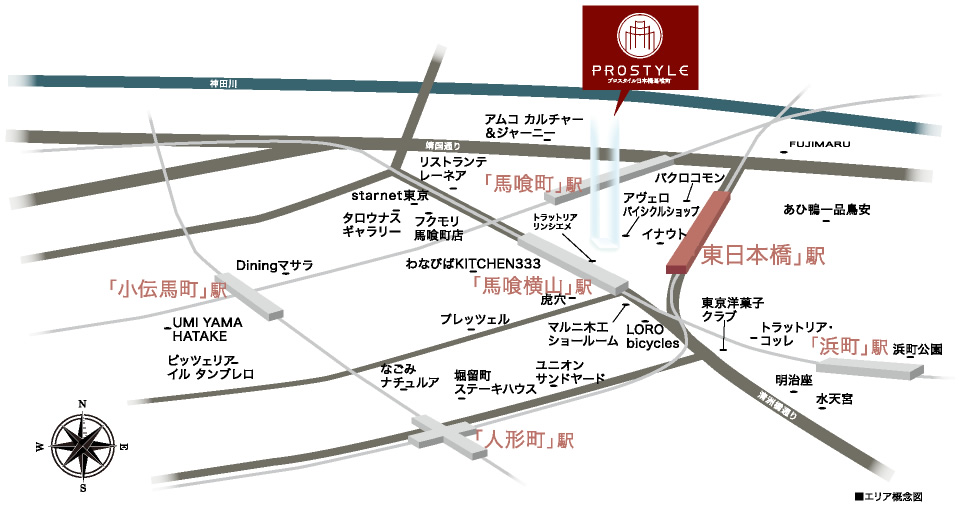 PROSTYLE
プロスタイル日本橋馬喰町
神田川
アムコ カルチャー
&ジャーニー
靖国通り
FUJIMARU
リストランテ
レーネア
「馬喰町」駅
バクロコモン
starnet東京
アヴェロ
バイシクルショップ
あひ鴨一品鳥安
タロウナス
ギャラリー
フクモリ
馬喰町店
トラットリア
リンシエメ
イナウト
東日本橋」駅
Diningマサラ
わなびばKITCHEN333
「馬喰横山」駅
「小伝馬町」駅
虎穴
東京洋菓子
クラブ
UMI YAMA
HATAKE
プレッツェル
マルニ木工
ショールーム
LORO
bicycles
トラットリア・
コッレ
「浜町」駅
浜町公園
ピッツェリア
イル タンブレロ
なごみ
ナチュルア
堀留町
ステーキハウス
ユニオン
サンドヤード
明治座
水天宮
清洲橋通り
「人形町」駅
N
W
E
S
■エリア概念図